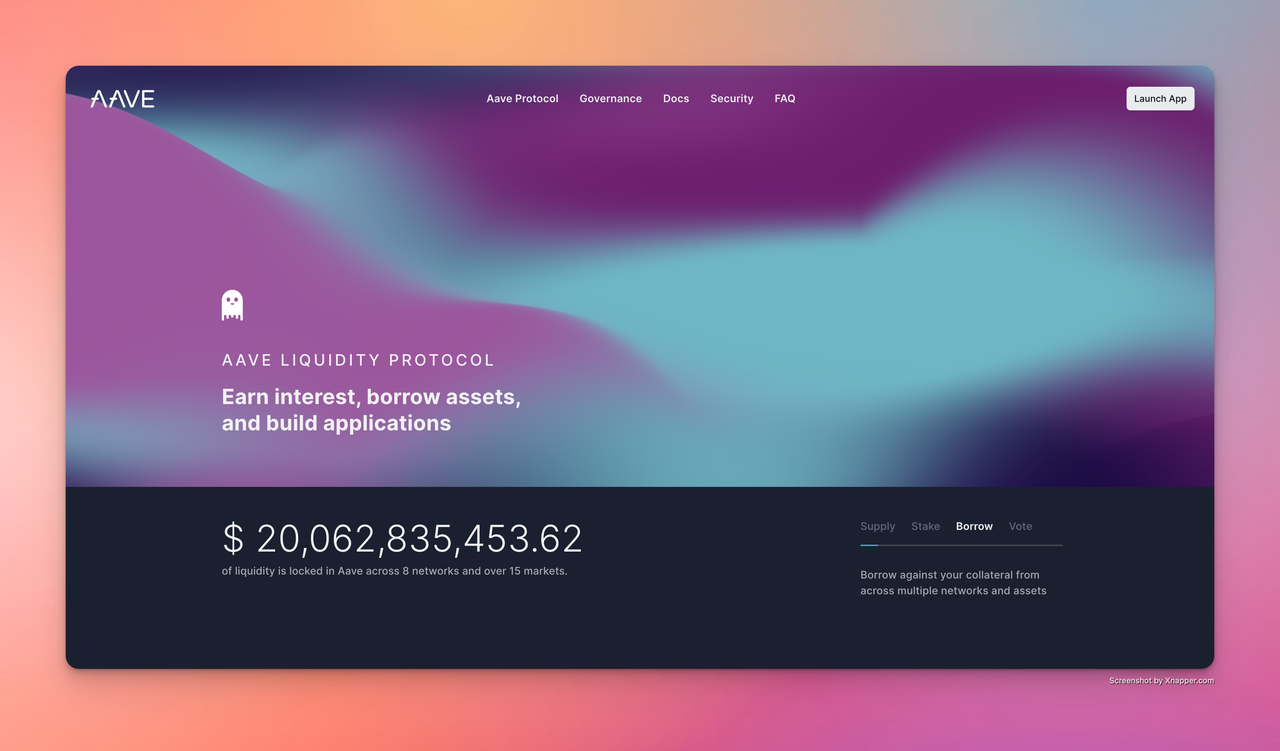 AAVE
Aave Protocol Governance Docs Security FAQ
Launch App
AAVE LIQUIDITY PROTOCOL
Earn interest, borrow assets,
and build applications
$ 20,062,835,453.62
of liquidity is locked in Aave across 8 networks and over 15 markets.
Supply Stake Borrow Vote
Borrow against your collateral from
across multiple networks and assets
Screenshot by Xnapper.com